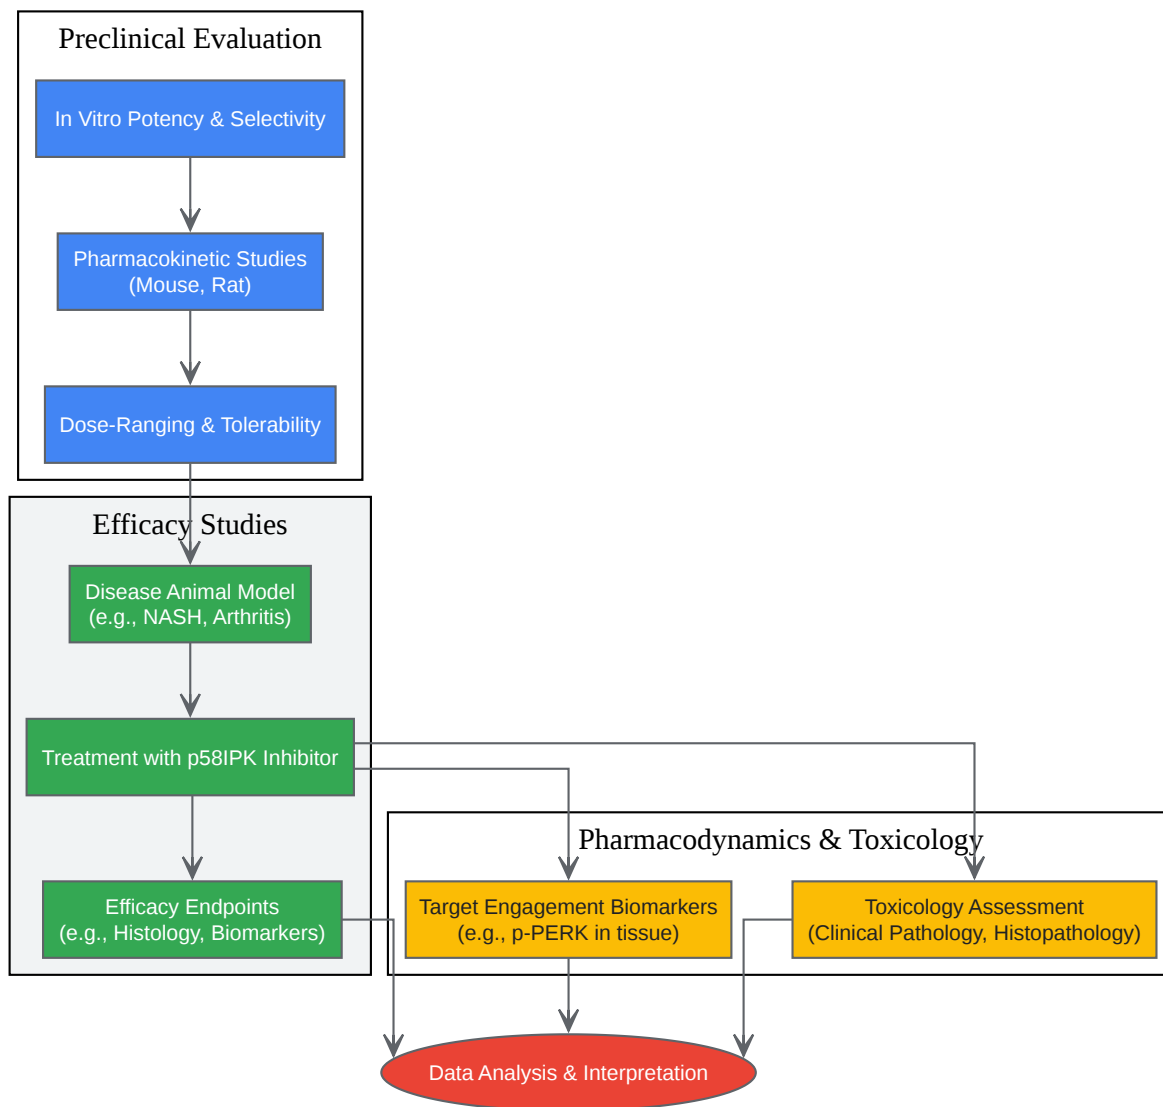 Preclinical Evaluation
In Vitro Potency & Selectivity
Pharmacokinetic Studies
(Mouse, Rat)
Dose-Ranging & Tolerability
Efficacy Studies
Disease Animal Model
(e.g., NASH, Arthritis)
Treatment with p58IPK Inhibitor
Pharmacodynamics & Toxicology
Efficacy Endpoints
(e.g., Histology, Biomarkers)
Target Engagement Biomarkers
(e.g., p-PERK in tissue)
Toxicology Assessment
(Clinical Pathology, Histopathology)
Data Analysis & Interpretation